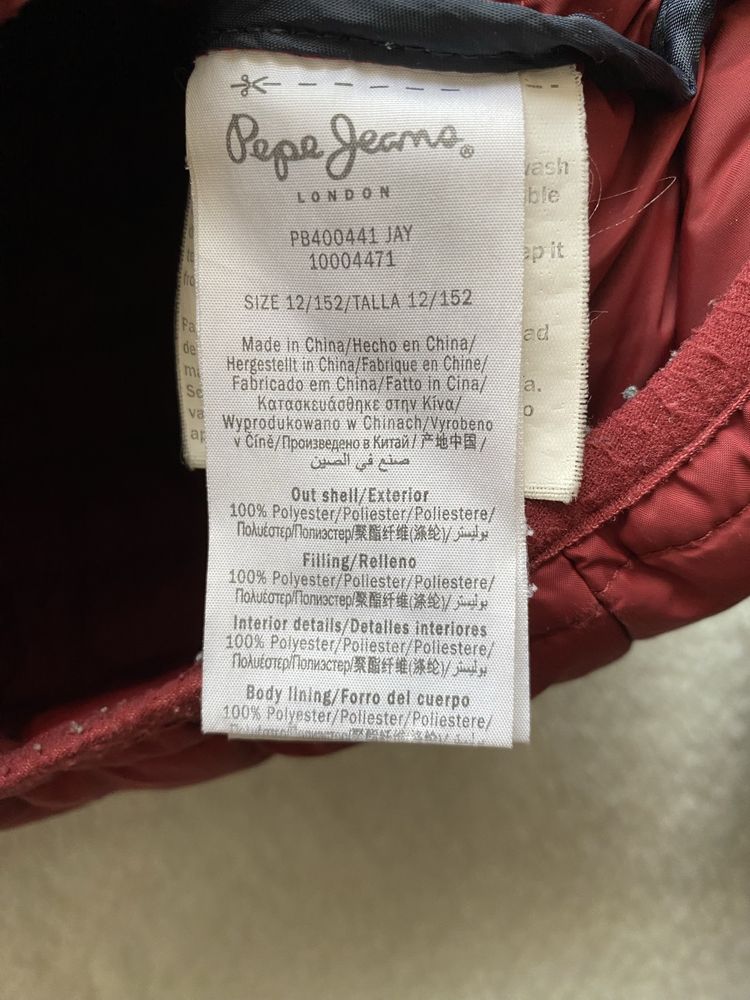 Pepe Jeans®
LONDON
PB400441 JAY
10004471
SIZE 12/152/TALLA 12/152
Made in China/Hecho en China/
Hergestellt in China/Fabrique en Chine/
Fabricado em China/Fatto in Cina/
Κατασκευάσθηκε στην Κίνα/
Wyprodukowano w Chinach/Vyrobeno
v Číně/Произведено в Китай/产地中国/
صنع في الصين
Out shell/Exterior
100% Polyester/Poliester/Poliestere/
Πολυέστερ/Полиэстер/聚酯纤维(涤纶)/بوليستر
Filling/Relleno
100% Polyester/Poliester/Poliestere/
Πολυέστερ/Полиэстер/聚酯纤维(涤纶)/بوليستر
Interior details/Detalles interiores
100% Polyester/Poliester/Poliestere/
Πολυέστερ/Полиэстер/聚酯纤维(涤纶)/بوليستر
Body lining/Forro del cuerpo
100% Polyester/Poliester/Poliestere/